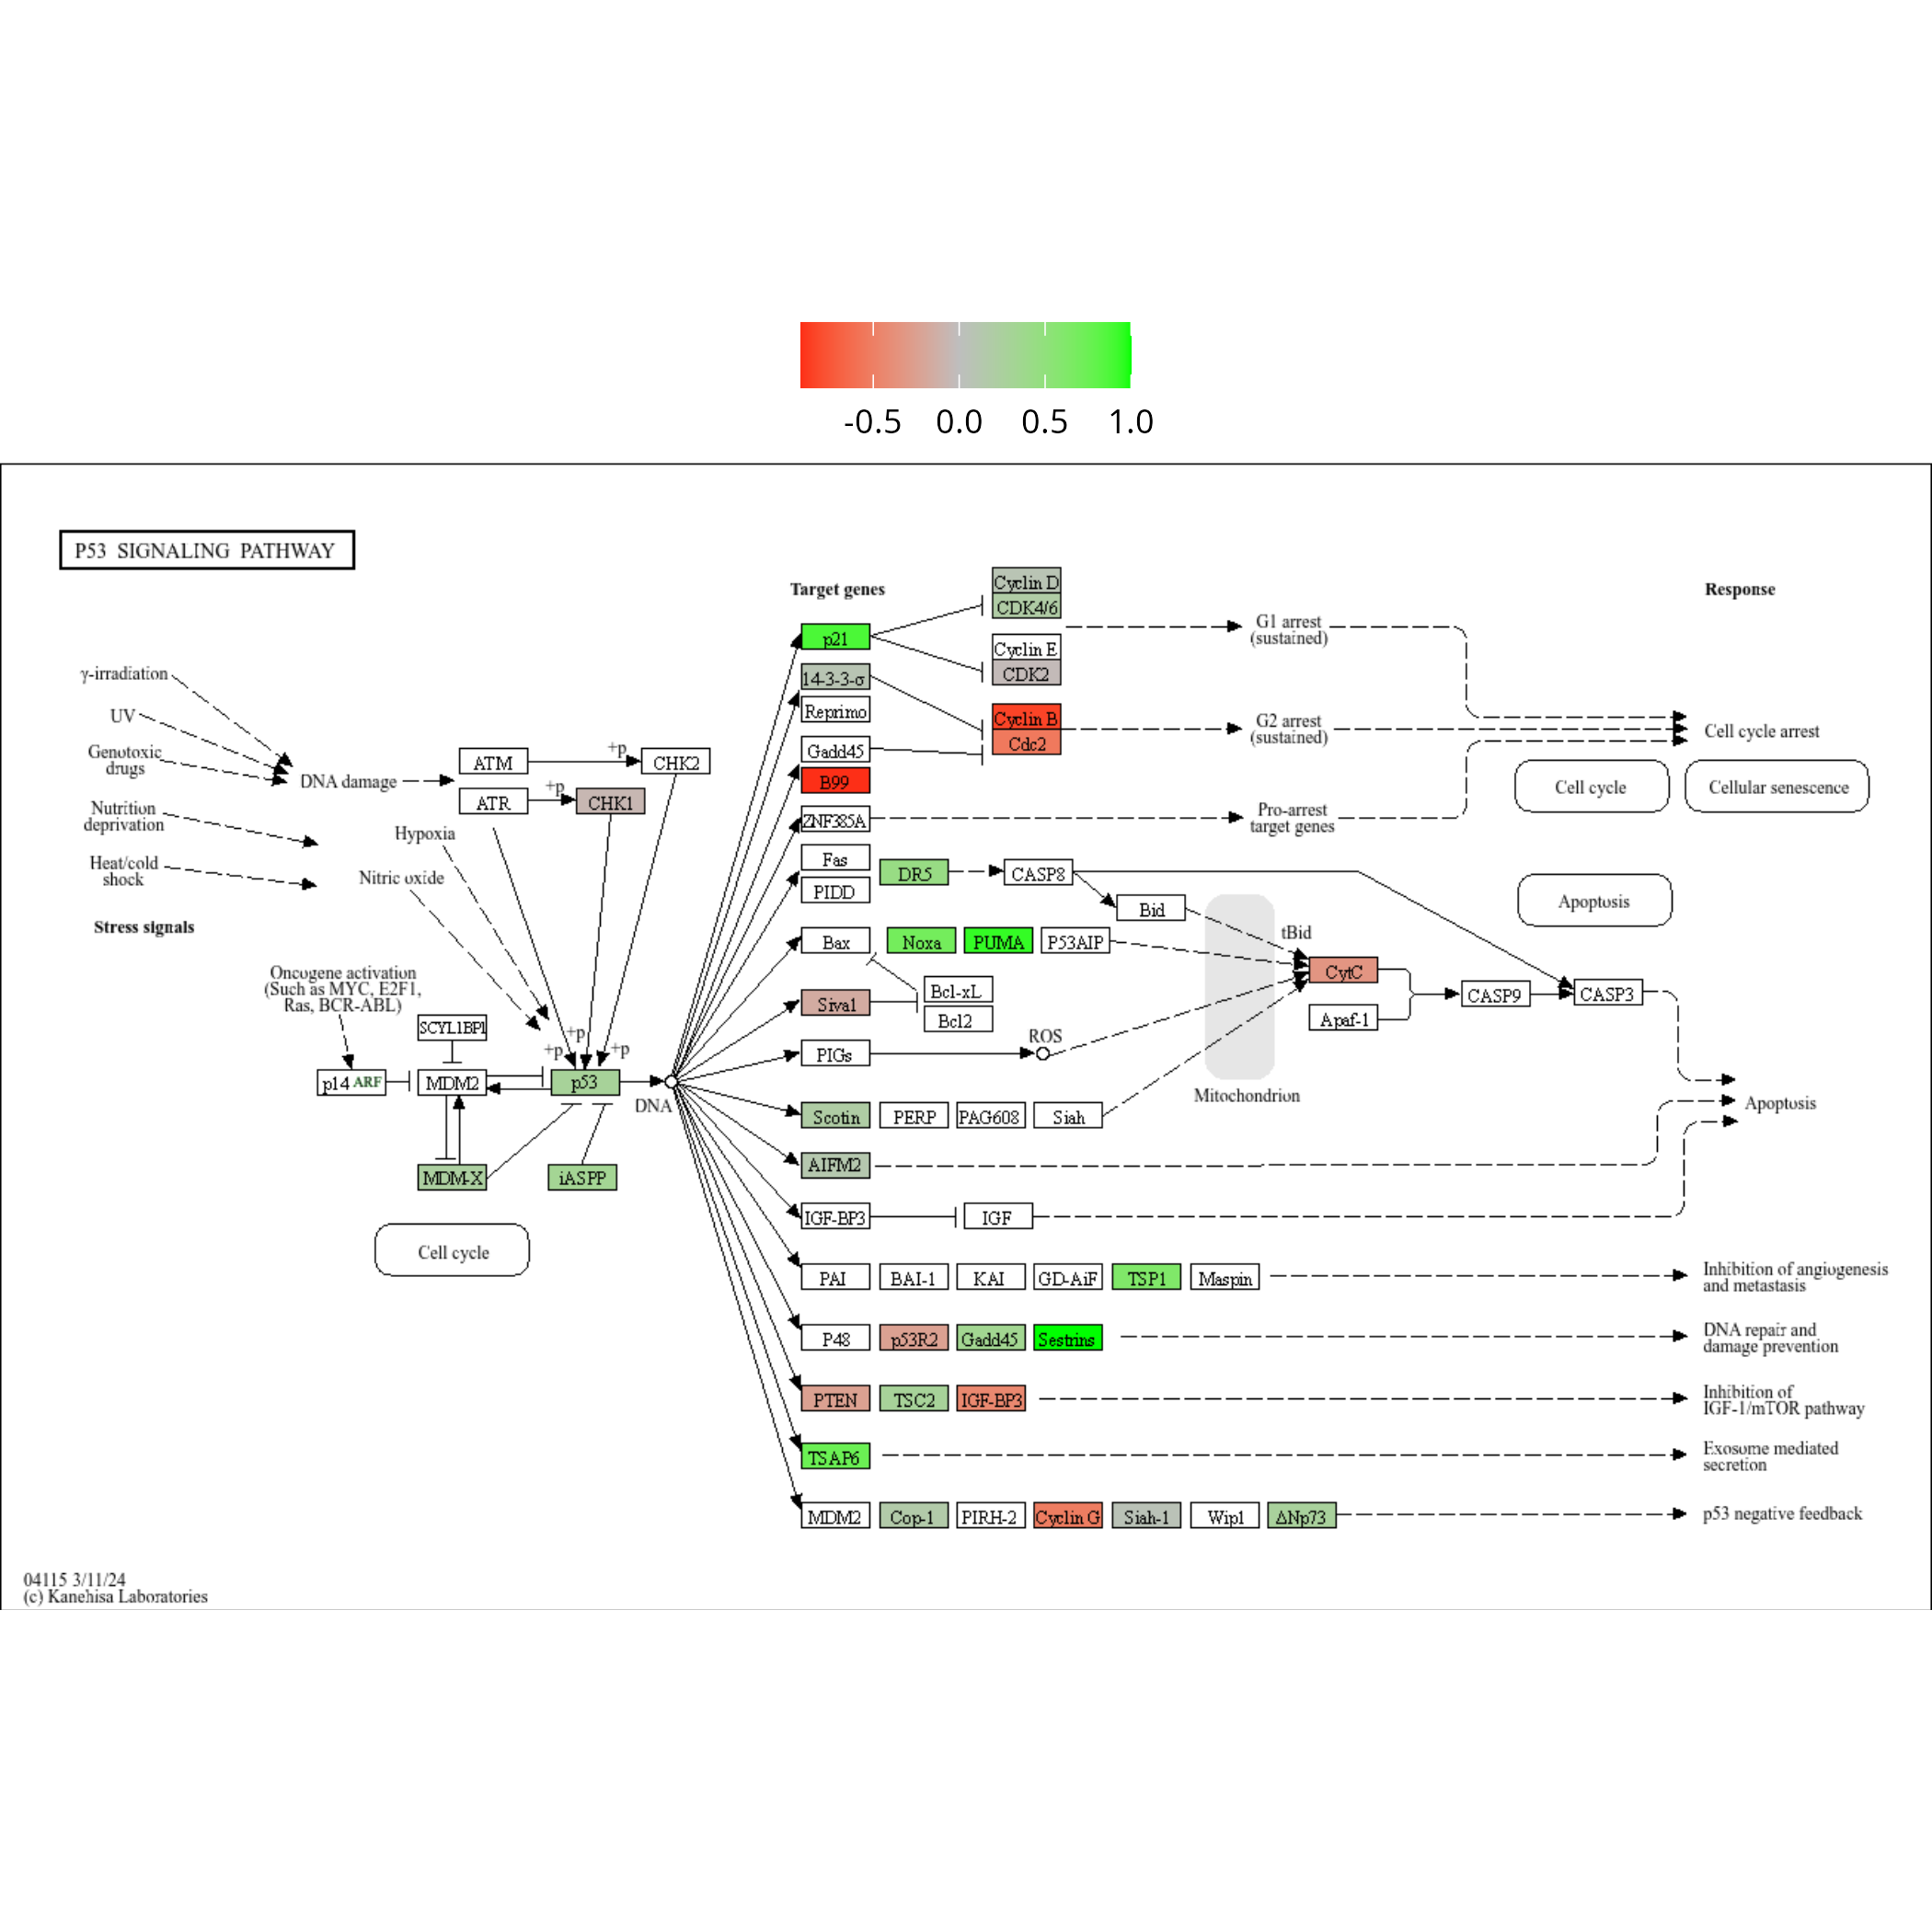 -0.5 0.0 0.5 1.0
P53 SIGNALING PATHWAY
Target genes
Response
Cyclin D
CDK4/6
p21
G1 arrest
(sustained)
Cyclin E
CDK2
14-3-3-σ
Reprimo
Cyclin B
Cdc2
G2 arrest
(sustained)
Cell cycle arrest
Gadd45
B99
Cell cycle
Cellular senescence
ZNF385A
Pro-arrest
target genes
γ-irradiation
UV
Genotoxic
drugs
DNA damage
Nutrition
deprivation
Heat/cold
shock
Stress signals
ATM
+p
CHK2
ATR
+p
CHK1
Hypoxia
Nitric oxide
Fas
PIDD
DR5
CASP8
Bid
tBid
Apoptosis
Bax
Noxa
PUMA
P53AIP
CytC
Siva1
Bcl-xL
Bcl2
Apaf-1
CASP9
CASP3
PIGs
ROS
Mitochondrion
Oncogene activation
(Such as MYC, E2F1,
Ras, BCR-ABL)
SCYL1BP1
+p
+p
+p
p14 ARF
MDM2
p53
DNA
MDM-X
iASPP
Cell cycle
Scotin
PERP
PAG608
Siah
Apoptosis
AIFM2
IGF-BP3
IGF
PAI
BAI-1
KAI
GD-AiF
TSP1
Maspin
Inhibition of angiogenesis
and metastasis
P48
p53R2
Gadd45
Sestrins
DNA repair and
damage prevention
PTEN
TSC2
IGF-BP3
Inhibition of
IGF-1/mTOR pathway
TSAP6
Exosome mediated
secretion
MDM2
Cop-1
PIRH-2
Cyclin G
Siah-1
Wip1
ΔNp73
p53 negative feedback
04115 3/11/24
(c) Kanehisa Laboratories